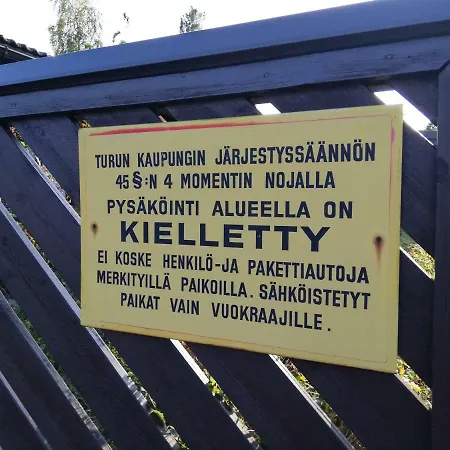 TURUN KAUPUNGIN JÄRJESTYSSÄÄNNÖN
45 §:N 4 MOMENTIN NOJALLA
PYSÄKÖINTI ALUEELLA ON
KIELLETTY
EI KOSKE HENKILÖ-JA PAKETTIAUTOJA
MERKITYILLÄ PAIKOILLA. SÄHKÖISTETYT
PAIKAT VAIN VUOKRAAJILLE.